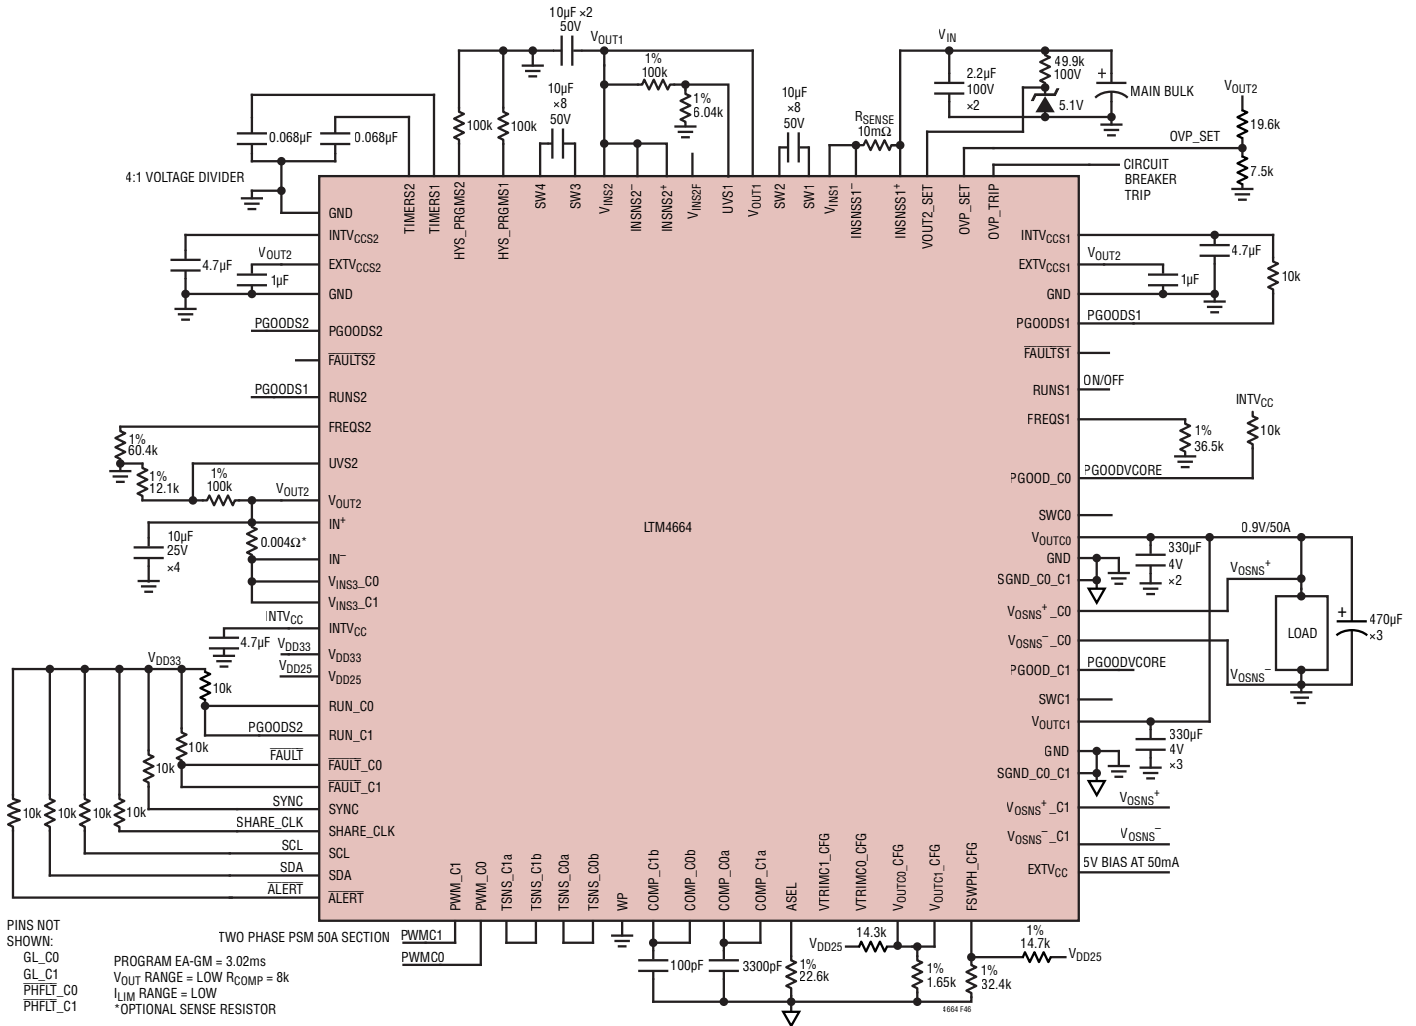 10µF ×2
50V
VOUT1
1%
100k
1%
6.04k
10µF
×8
50V
100k
100k
10µF
×8
50V
RSENSE
10mΩ
VIN
2.2µF
100V
×2
49.9k
100V
5.1V
+
MAIN BULK
VOUT2
19.6k
OVP_SET
7.5k
CIRCUIT
BREAKER
TRIP
0.068µF
0.068µF
4:1 VOLTAGE DIVIDER
TIMERS2
TIMERS1
HYS_PRGMS2
HYS_PRGMS1
SW4
SW3
VINS2
INSNS2–
INSNS2+
VINS2F
UVS1
VOUT1
SW2
SW1
VINS1
INSNSS1–
INSNSS1+
VOUT2_SET
OVP_SET
OVP_TRIP
GND
INTVCCS2
VOUT2
EXTVCCS2
4.7µF
1µF
GND
PGOODS2
PGOODS2
FAULTS2
PGOODS1
RUNS2
FREQS2
1%
60.4k
UVS2
1%
12.1k
1%
100k
VOUT2
VOUT2
IN+
10µF
25V
×4
0.004Ω*
IN–
VINS3_C0
VINS3_C1
INTVCC
INTVCC
4.7µF
VDD33
VDD33
VDD25
VDD25
VDD33
10k
RUN_C0
PGOODS2
RUN_C1
10k
FAULT
FAULT_C0
10k
FAULT_C1
SYNC
SYNC
10k
10k
10k
10k
SHARE_CLK
SHARE_CLK
SCL
SCL
SDA
SDA
ALERT
ALERT
LTM4664
INTVCCS1
VOUT2
EXTVCCS1
4.7µF
1µF
10k
GND
PGOODS1
PGOODS1
FAULTS1
ON/OFF
RUNS1
FREQS1
1%
36.5k
INTVCC
10k
PGOODVCORE
PGOOD_C0
SWC0
VOUTC0
0.9V/50A
GND
330µF
4V
×2
SGND_C0_C1
VOSNS+
VOSNS+_C0
LOAD
+
470µF
×3
VOSNS–_C0
VOSNS–
PGOOD_C1
PGOODVCORE
SWC1
VOUTC1
GND
330µF
4V
×3
SGND_C0_C1
VOSNS+_C1
VOSNS+
VOSNS–_C1
VOSNS–
EXTVCC
5V BIAS AT 50mA
PWM_C1
PWM_C0
TSNS_C1a
TSNS_C1b
TSNS_C0a
TSNS_C0b
WP
COMP_C1b
COMP_C0b
COMP_C0a
COMP_C1a
ASEL
VTRIMC1_CFG
VTRIMC0_CFG
VOUTC0_CFG
VOUTC1_CFG
FSWPH_CFG
TWO PHASE PSM 50A SECTION
PWMC1
PWMC0
100pF
3300pF
1%
22.6k
VDD25
14.3k
1%
1.65k
1%
32.4k
1%
14.7k
VDD25
4664 F46
PINS NOT
SHOWN:
GL_C0
GL_C1
PHFLT_C0
PHFLT_C1
PROGRAM EA-GM = 3.02ms
VOUT RANGE = LOW RCOMP = 8k
ILIM RANGE = LOW
*OPTIONAL SENSE RESISTOR